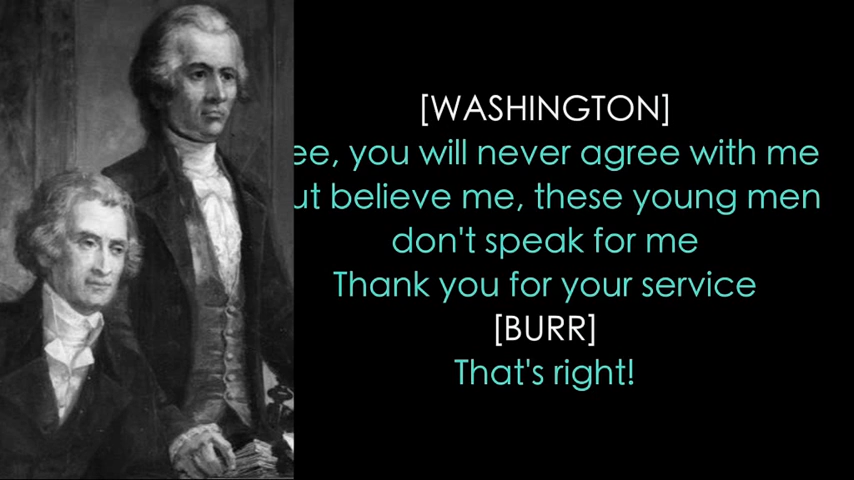 [WASHINGTON]
ee, you will never agree with me
ut believe me, these young men
don't speak for me
Thank you for your service
[BURR]
That's right!